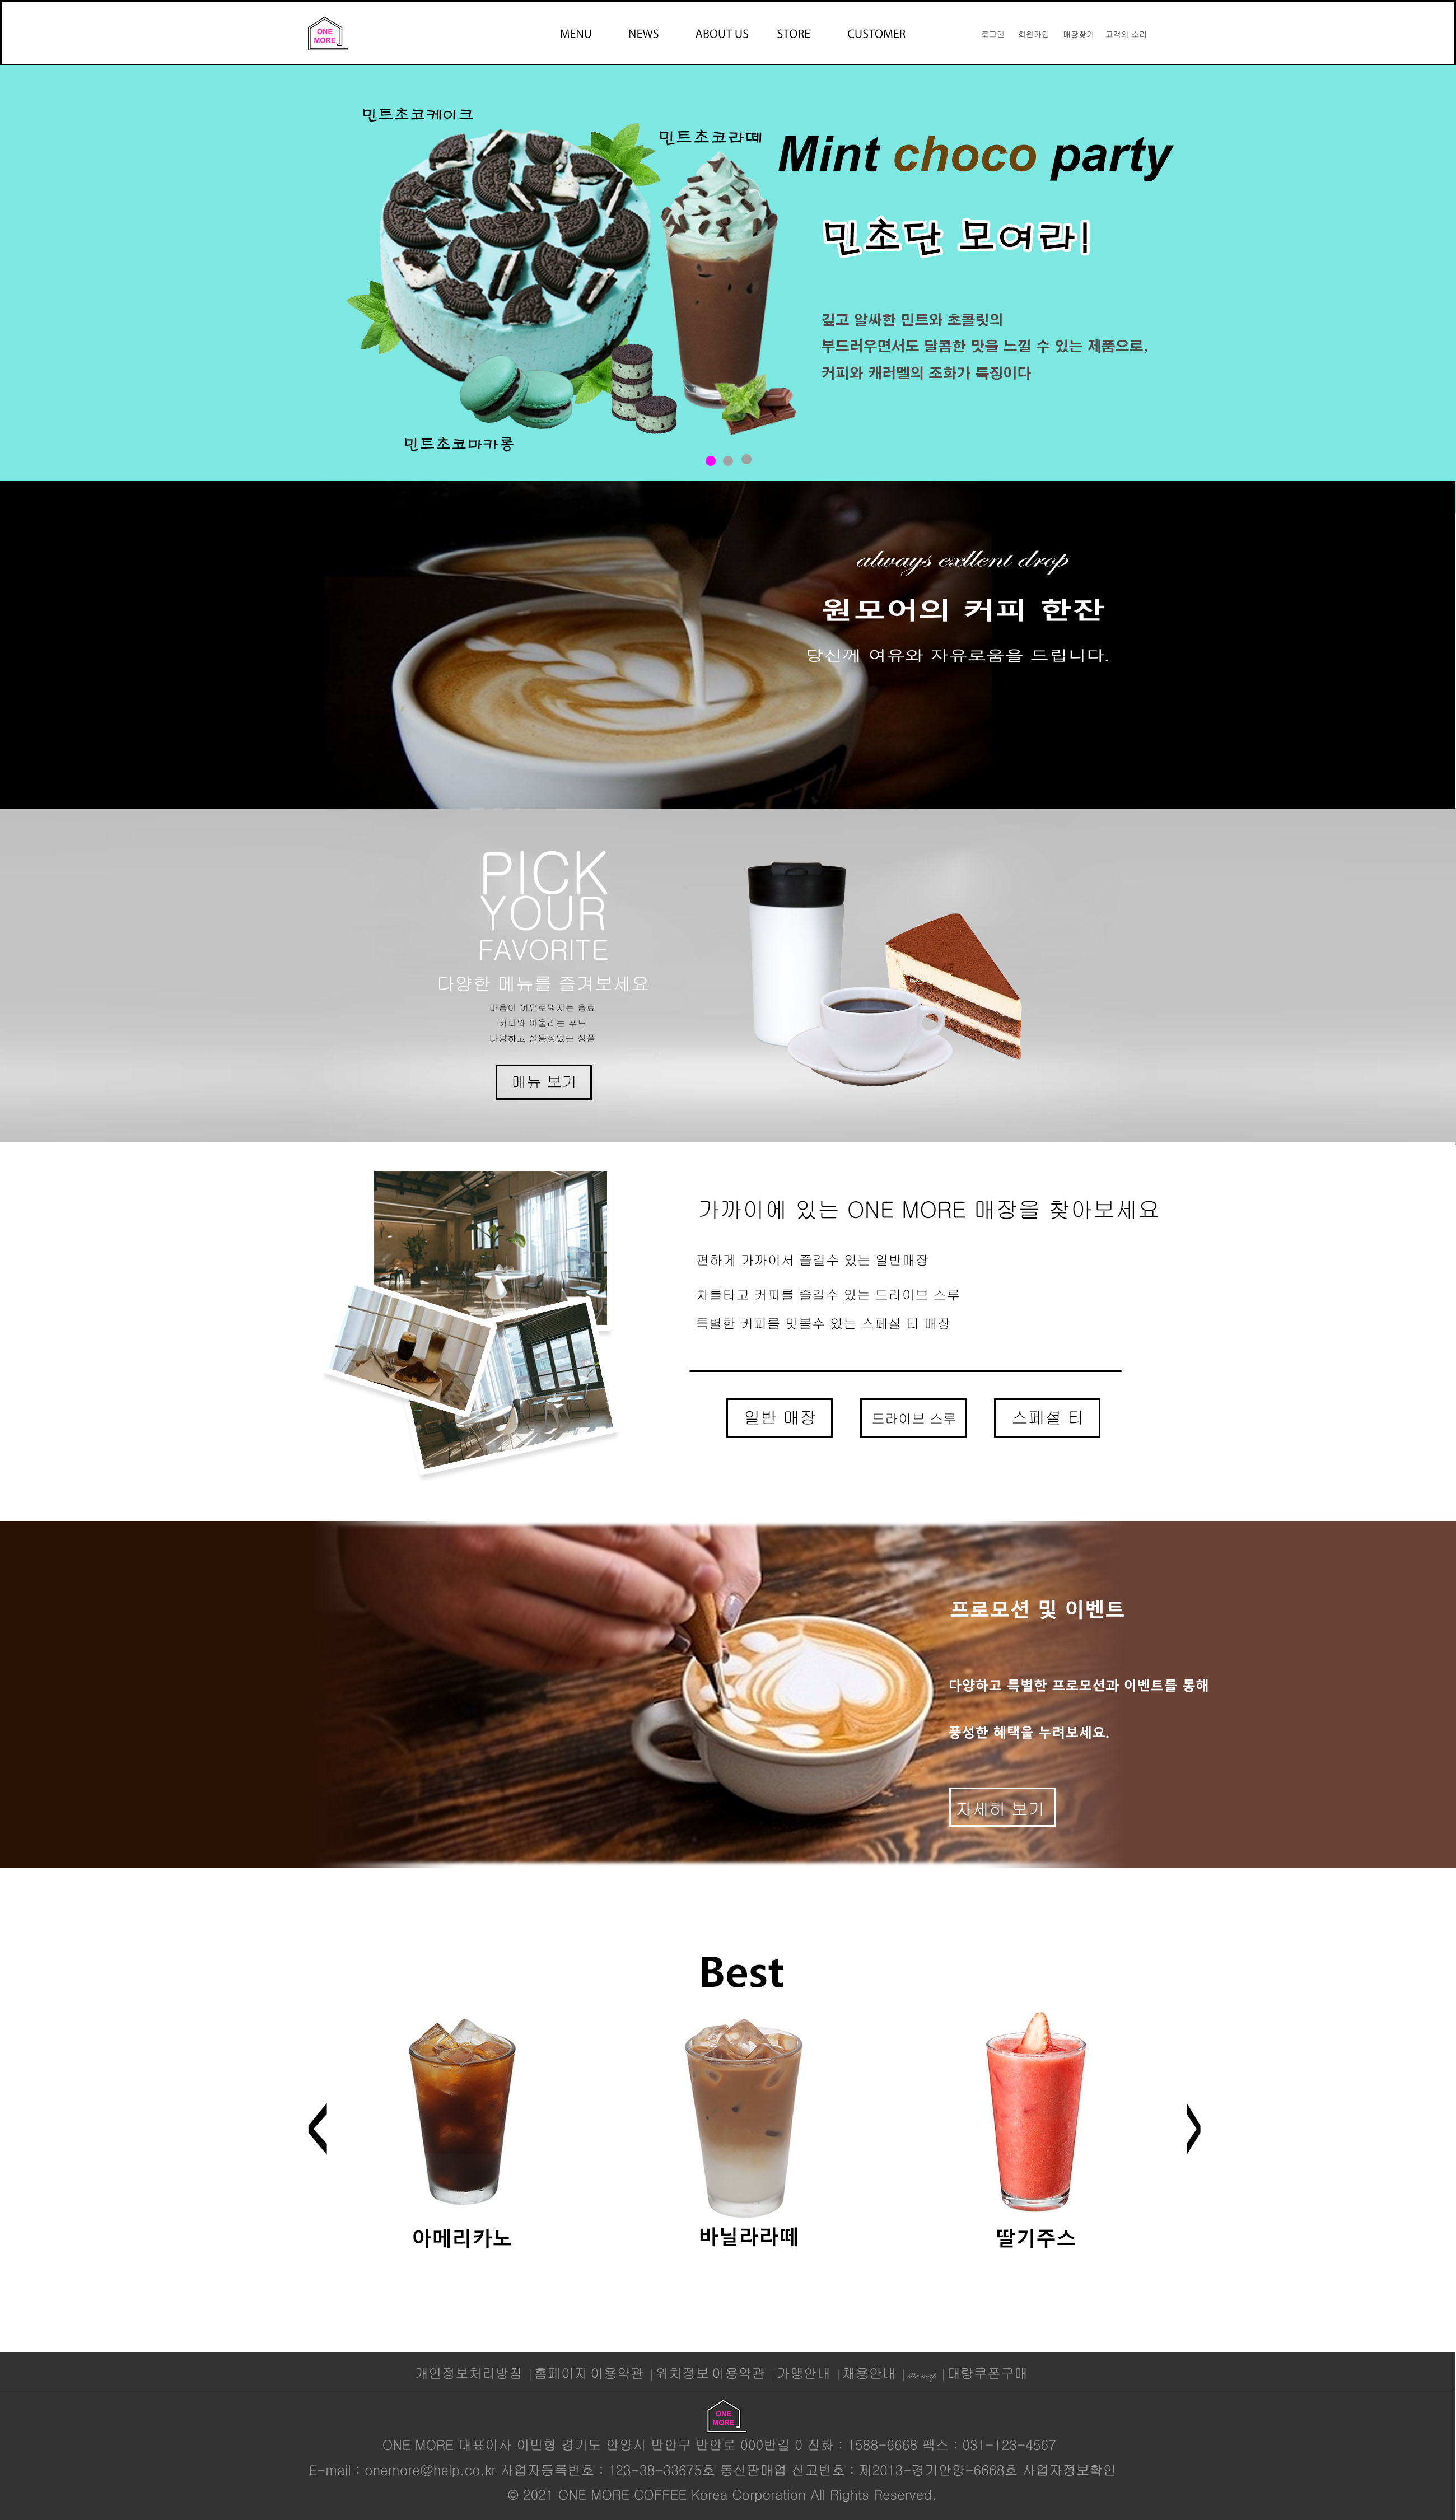 ONE
MORE
MENU NEWS ABOUT US STORE CUSTOMER
로그인 회원가입 매장찾기 고객의 소리
민트초코케이크
민트초코라떼
Mint choco party
민초단 모여라!
깊고 알싸한 민트와 초콜릿의
부드러우면서도 달콤한 맛을 느낄 수 있는 제품으로,
커피와 캐러멜의 조화가 특징이다
민트초코마카롱
always exllent drop
원모어의 커피 한잔
당신께 여유와 자유로움을 드립니다.
PICK
YOUR
FAVORITE
다양한 메뉴를 즐겨보세요
마음이 여유로워지는 음료
커피와 어울리는 푸드
다양하고 실용성있는 상품
메뉴 보기
가까이에 있는 ONE MORE 매장을 찾아보세요
편하게 가까이서 즐길수 있는 일반매장
차를타고 커피를 즐길수 있는 드라이브 스루
특별한 커피를 맛볼수 있는 스페셜 티 매장
일반 매장 드라이브 스루 스페셜 티
프로모션 및 이벤트
다양하고 특별한 프로모션과 이벤트를 통해
풍성한 혜택을 누려보세요.
자세히 보기
Best
아메리카노 바닐라라떼 딸기주스
개인정보처리방침 | 홈페이지 이용약관 | 위치정보 이용약관 | 가맹안내 | 채용안내 | site map | 대량쿠폰구매
ONE
MORE
ONE MORE 대표이사 이민형 경기도 안양시 만안구 만안로 000번길 0 전화 : 1588-6668 팩스 : 031-123-4567
E-mail : onemore@help.co.kr 사업자등록번호 : 123-38-33675호 통신판매업 신고번호 : 제2013-경기안양-6668호 사업자정보확인
© 2021 ONE MORE COFFEE Korea Corporation All Rights Reserved.